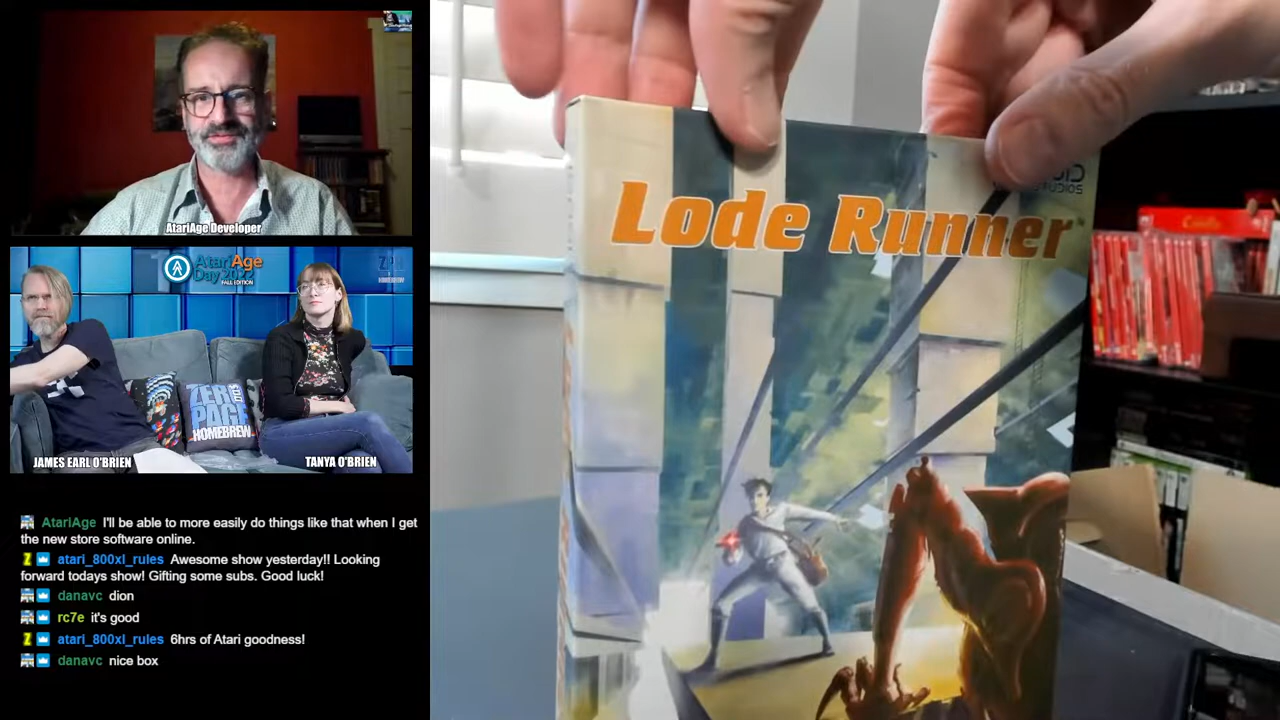 AtariAge Developer
AtariAge
Day 2022
FALL EDITION
ZERO
PAGE
HOMEBREW
JAMES EARL O'BRIEN
TANYA O'BRIEN
AtariAge I'll be able to more easily do things like that when I get
the new store software online.
Z atari_800xl_rules Awesome show yesterday!! Looking
forward todays show! Gifting some subs. Good luck!
danavc dion
rc7e it's good
Z atari_800xl_rules 6hrs of Atari goodness!
danavc nice box
Lode Runner™